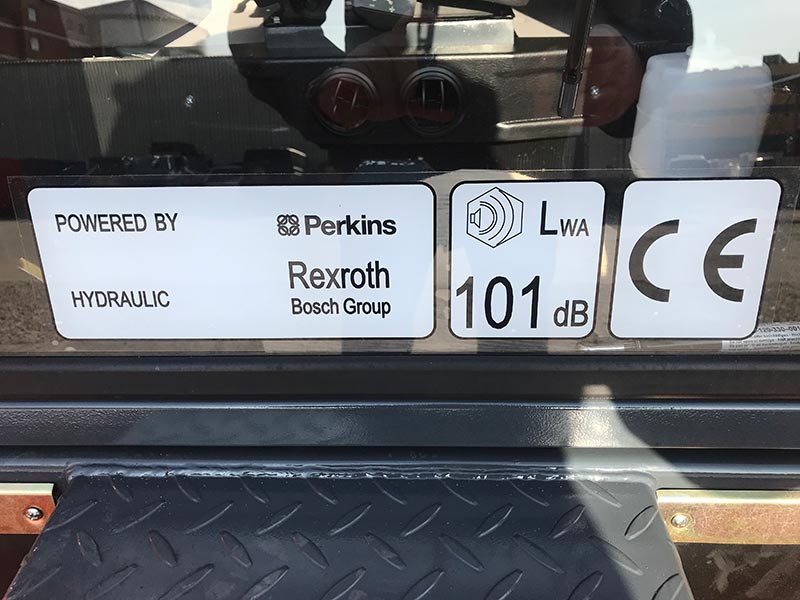 POWERED BY Perkins
HYDRAULIC Rexroth
Bosch Group
LWA
101 dB
CE